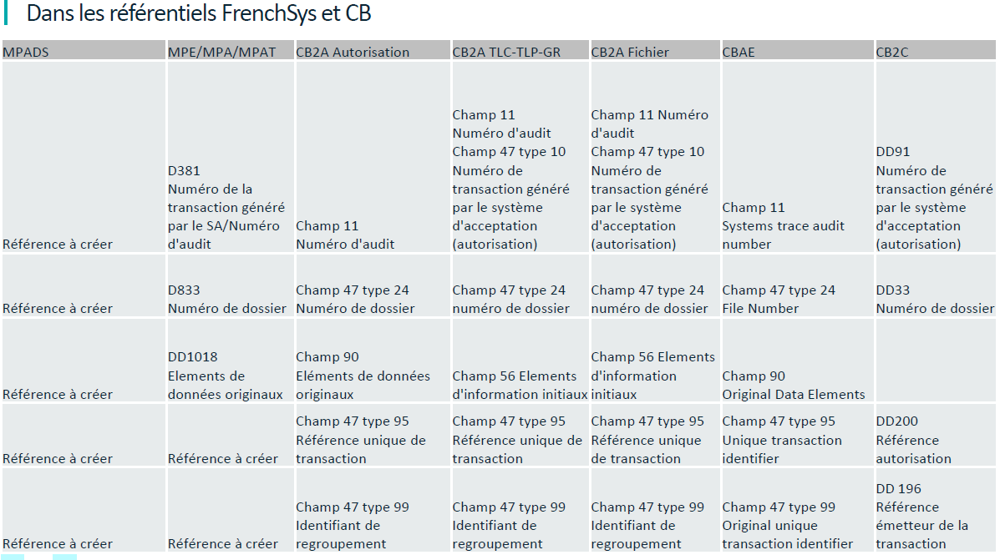 Dans les référentiels FrenchSys et CB
MPADS
MPE/MPA/MPAT
CB2A Autorisation
CB2A TLC-TLP-GR
CB2A Fichier
CBAE
CB2C
Référence à créer
D381
Numéro de la
transaction généré
par le SA/Numéro
d'audit
Champ 11
Numéro d'audit
Champ 11
Numéro d'audit
Champ 47 type 10
Numéro de
transaction généré
par le système
d'acceptation
(autorisation)
Champ 11 Numéro
d'audit
Champ 47 type 10
Numéro de
transaction généré
par le système
d'acceptation
(autorisation)
Champ 11
Systems trace audit
number
DD91
Numéro de
transaction généré
par le système
d'acceptation
(autorisation)
Référence à créer
D833
Numéro de dossier
Champ 47 type 24
Numéro de dossier
Champ 47 type 24
numéro de dossier
Champ 47 type 24
numéro de dossier
Champ 47 type 24
File Number
DD33
Numéro de dossier
Référence à créer
DD1018
Elements de
données originaux
Champ 90
Eléments de données
originaux
Champ 56 Elements
d'information initiaux
Champ 56 Elements
d'information
initiaux
Champ 90
Original Data Elements
Référence à créer
Référence à créer
Champ 47 type 95
Référence unique de
transaction
Champ 47 type 95
Référence unique de
transaction
Champ 47 type 95
Référence unique
de transaction
Champ 47 type 95
Unique transaction
identifier
DD200
Référence
autorisation
Référence à créer
Référence à créer
Champ 47 type 99
Identifiant de
regroupement
Champ 47 type 99
Identifiant de
regroupement
Champ 47 type 99
Identifiant de
regroupement
Champ 47 type 99
Original unique
transaction identifier
DD 196
Référence
émetteur de la
transaction